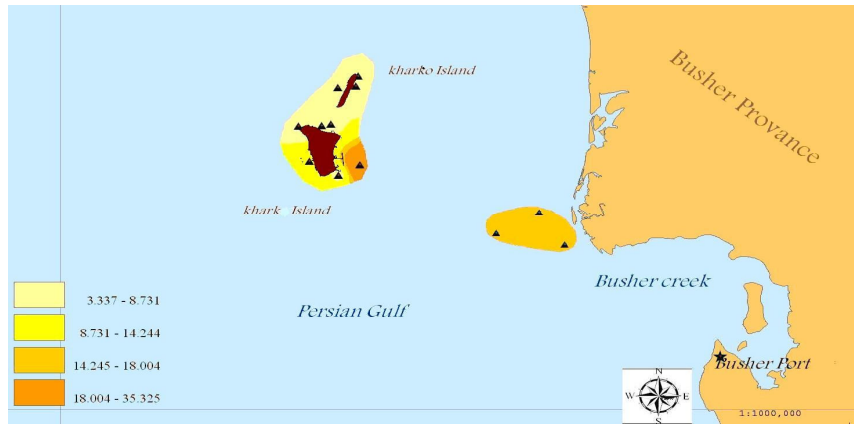 kharko Island
Busher Provance
khark Island
Persian Gulf
Busher creek
Busher Port
3.337 - 8.731
8.731 - 14.244
14.245 - 18.004
18.004 - 35.325
N
W E
S
1:1000,000